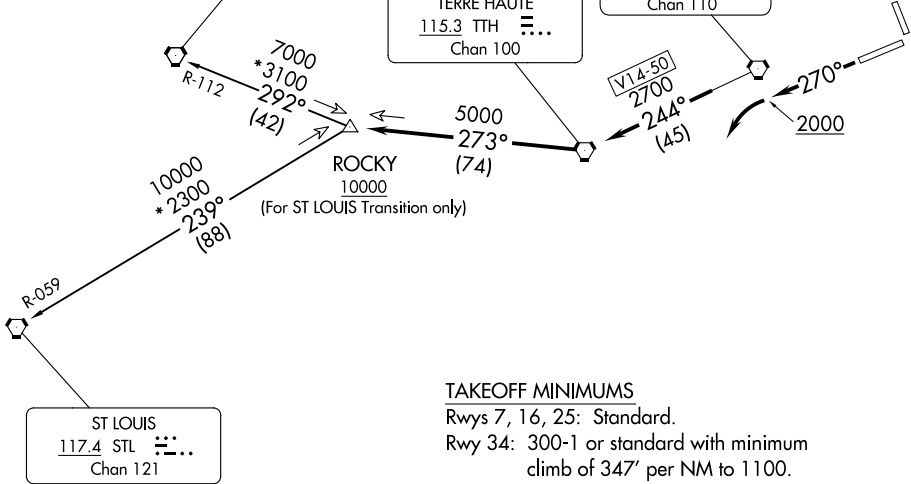 TERRE HAUTE
115.3 TTH
Chan 100
Chan 110
7000
*3100
292°
(42)
R-112
5000
273°
(74)
V14-50
2700
244°
(45)
270°
2000
ROCKY
10000
(For ST LOUIS Transition only)
10000
*2300
239°
(88)
R-059
ST LOUIS
117.4 STL
Chan 121
TAKEOFF MINIMUMS
Rwys 7, 16, 25: Standard.
Rwy 34: 300-1 or standard with minimum
climb of 347' per NM to 1100.